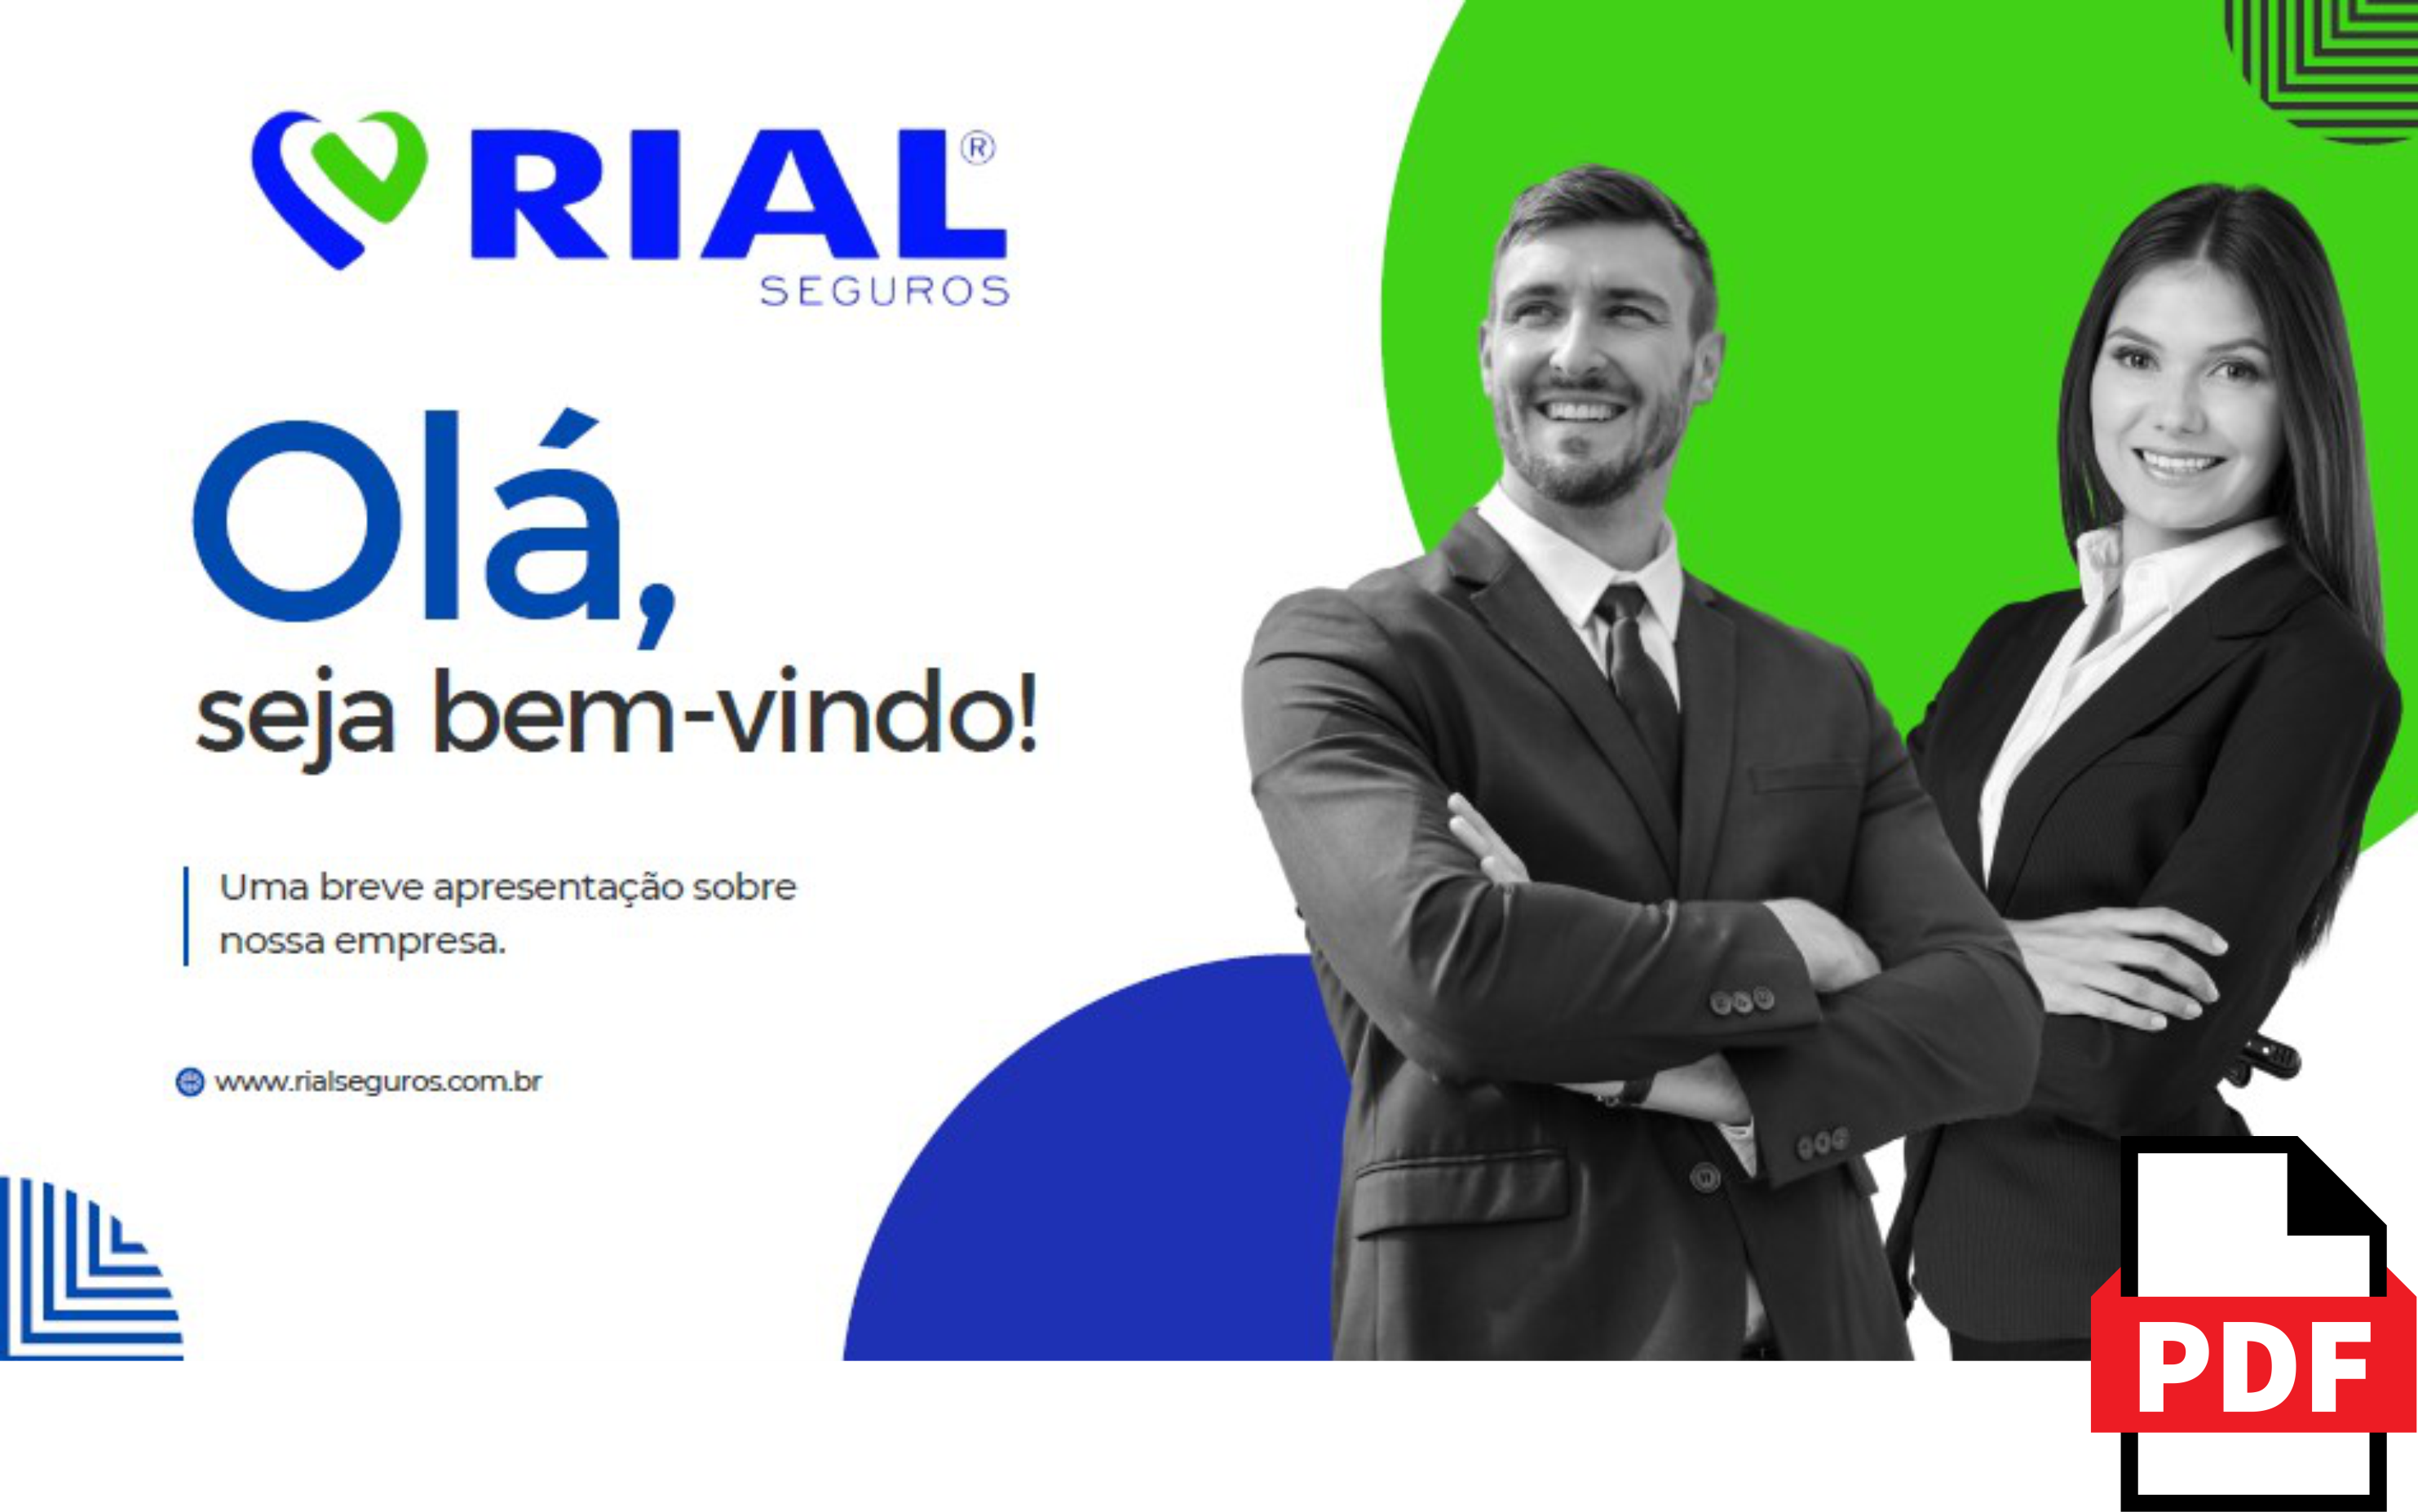 RIAL®
SEGUROS
Olá,
seja bem-vindo!
Uma breve apresentação sobre
nossa empresa.
www.rialseguros.com.br
PDF